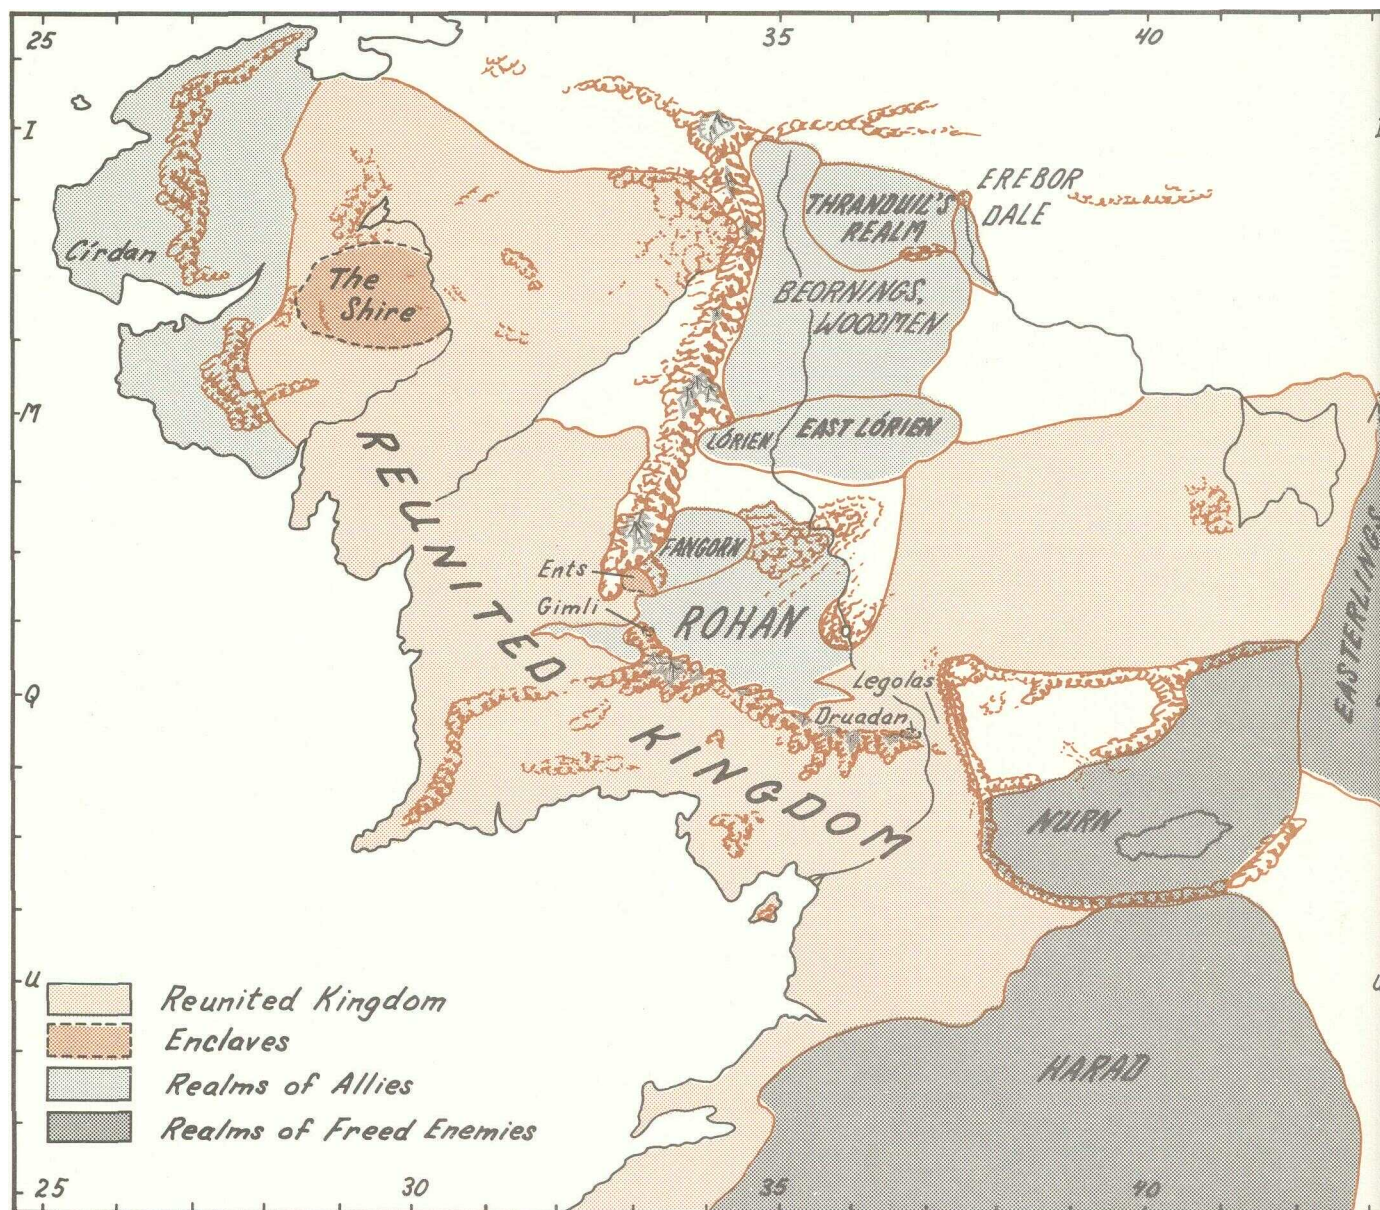 25
35
40
I
EREBOR
DALE
THRANDUIL'S
REALM
Círdan
The
Shire
BEORNINGS,
WOODMEN
M
LÓRIEN
EAST LÓRIEN
REUNITED KINGDOM
FANGORN
Ents
Gimli
ROHAN
EASTERLINGS
Q
Legolas
Druadan
NURN
U
Reunited Kingdom
Enclaves
Realms of Allies
Realms of Freed Enemies
HARAD
25
30
35
40